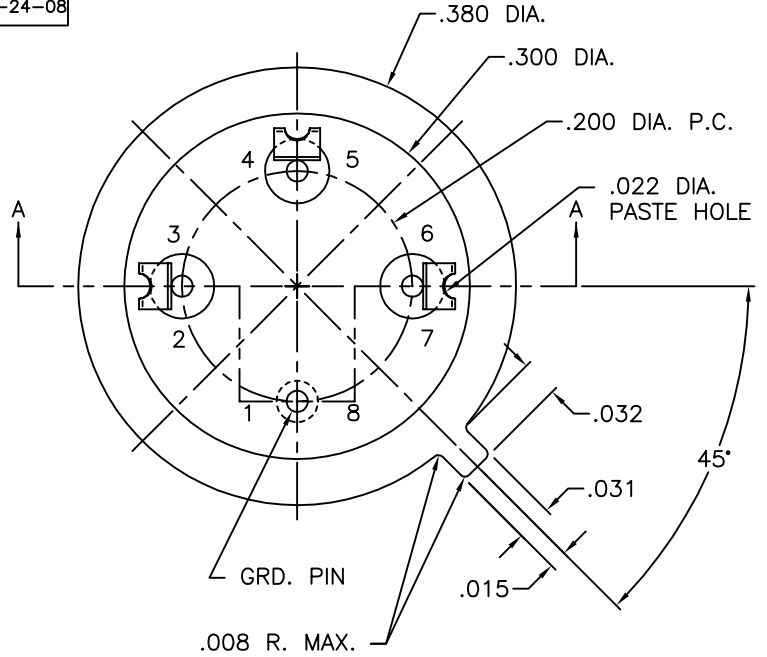 -24-08
.380 DIA.
.300 DIA.
.200 DIA. P.C.
.022 DIA.
PASTE HOLE
A
A
4
5
3
6
2
7
1
8
.032
.031
45°
.015
GRD. PIN
.008 R. MAX.